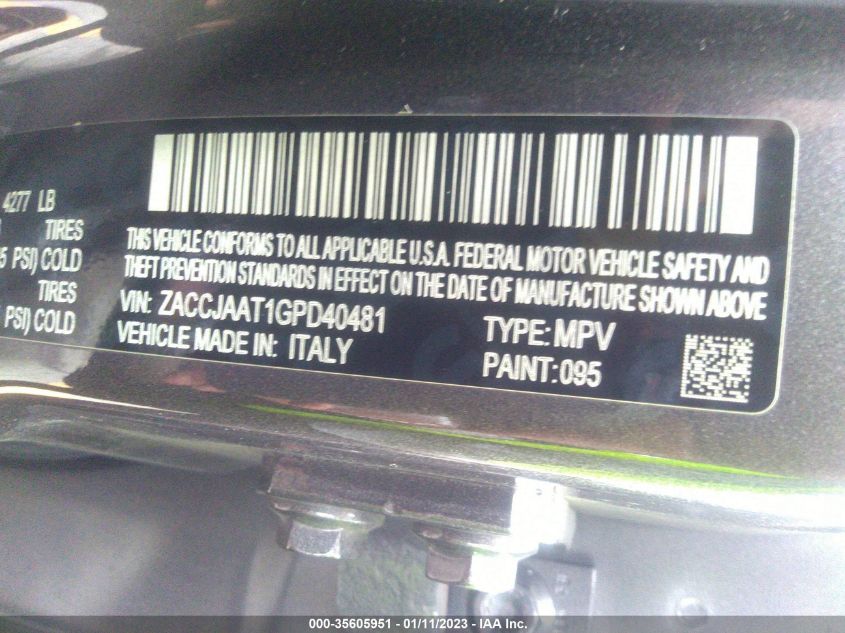 4277 LB
TIRES
5 PSI) COLD
TIRES
PSI) COLD
THIS VEHICLE CONFORMS TO ALL APPLICABLE U.S.A. FEDERAL MOTOR VEHICLE SAFETY AND
THEFT PREVENTION STANDARDS IN EFFECT ON THE DATE OF MANUFACTURE SHOWN ABOVE
VIN: ZACCJAAT1GPD40481
TYPE: MPV
VEHICLE MADE IN: ITALY
PAINT: 095
000-35605951 - 01/11/2023 - IAA Inc.